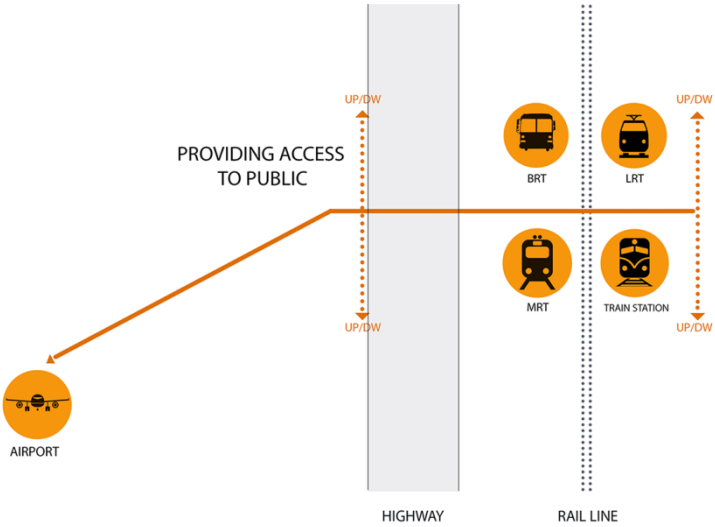 UP/DW
UP/DW
PROVIDING ACCESS
TO PUBLIC
BRT
LRT
MRT
TRAIN STATION
UP/DW
UP/DW
AIRPORT
HIGHWAY
RAIL LINE